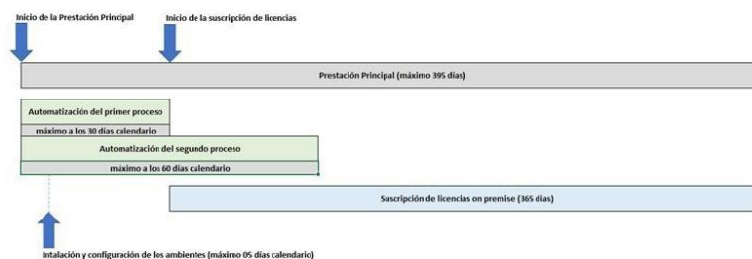 Inicio de la Prestación Principal
Inicio de la suscripción de licencias
Prestación Principal (máximo 395 días)
Automatización del primer proceso
máximo a los 30 días calendario
Automatización del segundo proceso
máximo a los 60 días calendario
Suscripción de licencias on premise (365 días)
Intalación y configuración de los ambientes (máximo 05 días calendario)